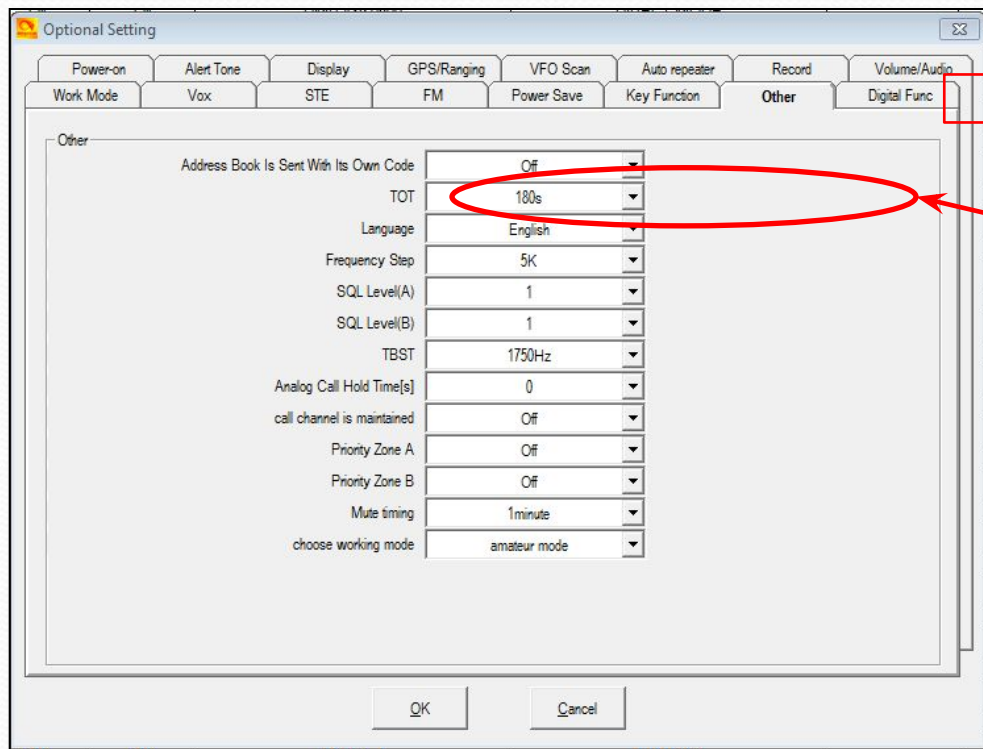 Optional Setting
Power-on Alert Tone Display GPS/Ranging VFO Scan Auto repeater Record Volume/Audio
Work Mode Vox STE FM Power Save Key Function Other Digital Func
Other
Address Book Is Sent With Its Own Code Off
TOT 180s
Language English
Frequency Step 5K
SQL Level(A) 1
SQL Level(B) 1
TBST 1750Hz
Analog Call Hold Time[s] 0
call channel is maintained Off
Priority Zone A Off
Priority Zone B Off
Mute timing 1minute
choose working mode amateur mode
OK Cancel